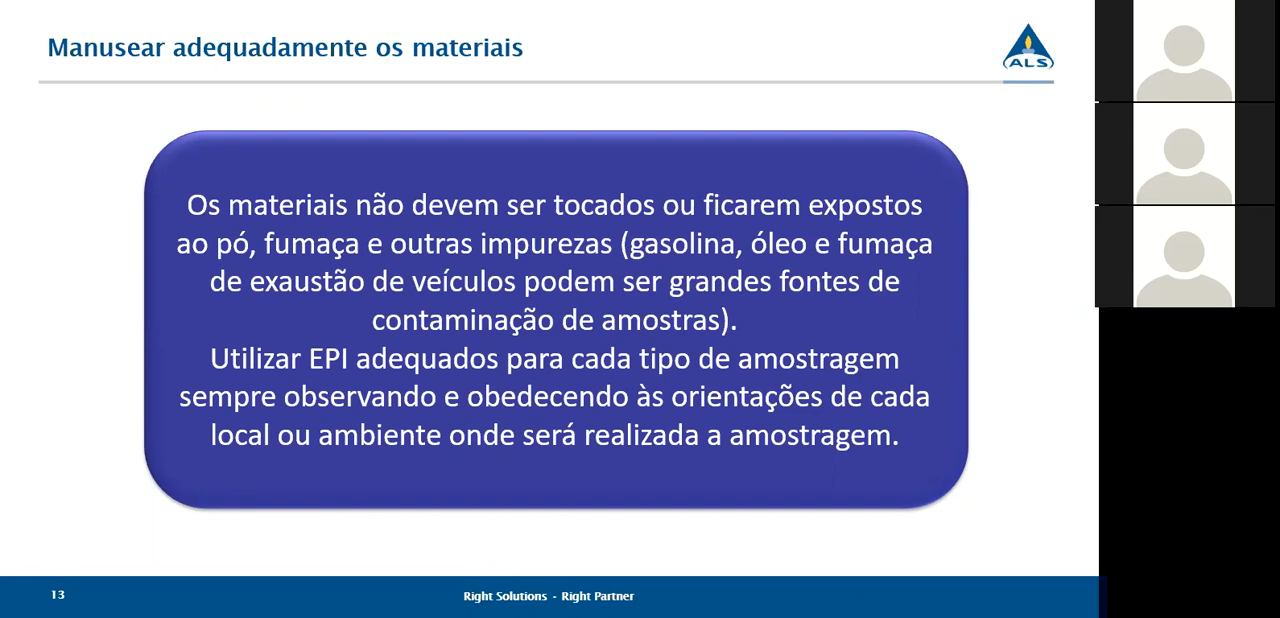 Manusear adequadamente os materiais
ALS
Os materiais não devem ser tocados ou ficarem expostos
ao pó, fumaça e outras impurezas (gasolina, óleo e fumaça
de exaustão de veículos podem ser grandes fontes de
contaminação de amostras).
Utilizar EPI adequados para cada tipo de amostragem
sempre observando e obedecendo às orientações de cada
local ou ambiente onde será realizada a amostragem.
13
Right Solutions - Right Partner